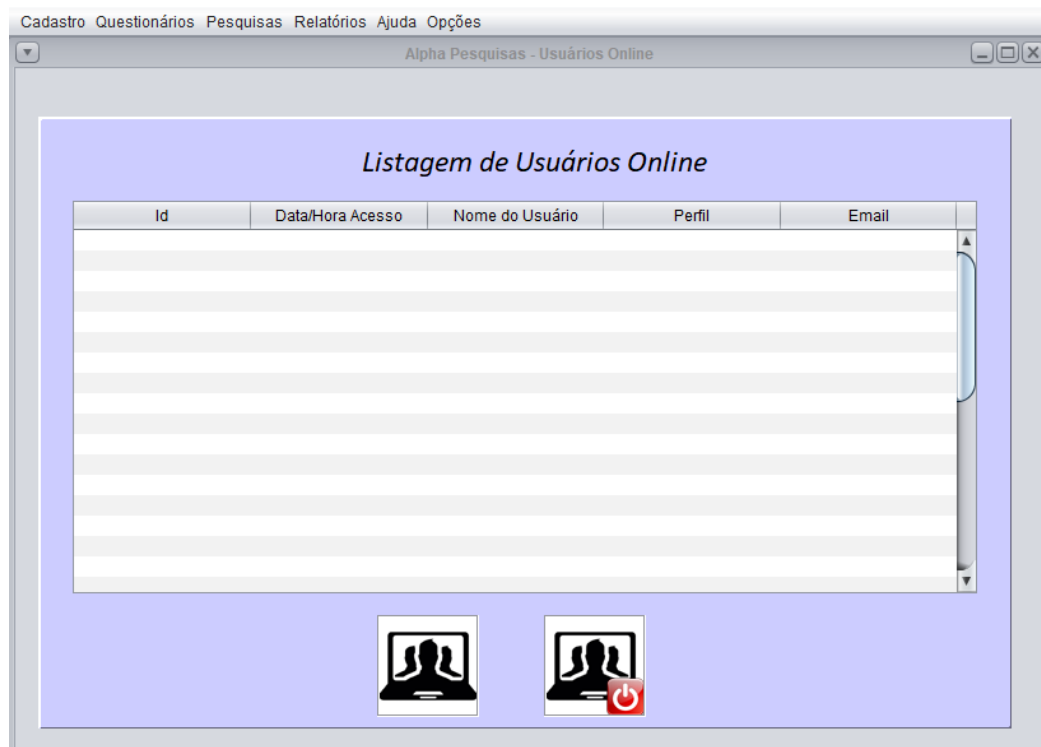 Cadastro Questionários Pesquisas Relatórios Ajuda Opções
Alpha Pesquisas - Usuários Online
Listagem de Usuários Online
Id Data/Hora Acesso Nome do Usuário Perfil Email